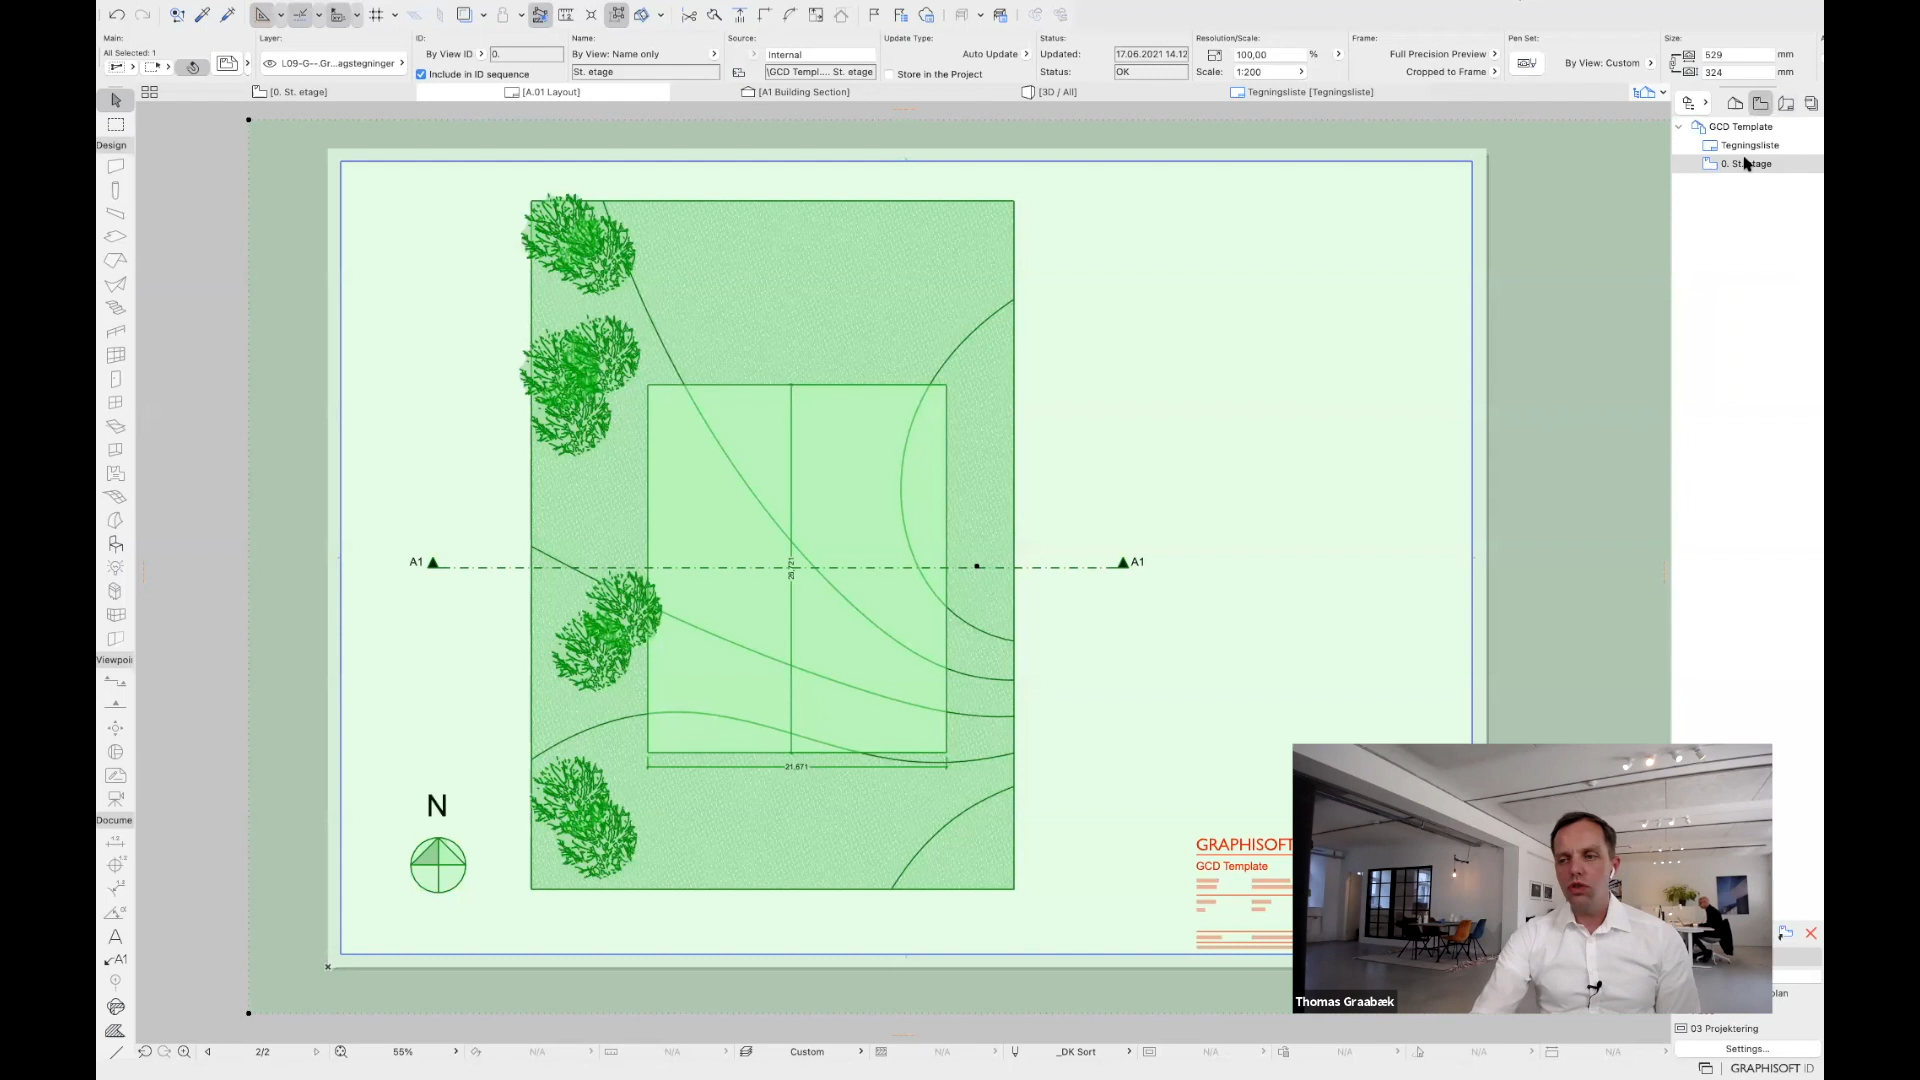 Main:
All Selected: 1
Layer:
L09-G--.Gr...agstegninger
ID:
By View ID
0.
Include in ID sequence
Name:
By View: Name only
St. etage
Source:
Internal
\GCD Templ.... St. etage
Update Type:
Auto Update
Store in the Project
Status:
Updated:
17.06.2021 14.12
Status:
OK
Resolution/Scale:
100,00
%
Scale:
1:200
Frame:
Full Precision Preview
Cropped to Frame
Pen Set:
By View: Custom
Size:
529
mm
324
mm
[0. St. etage]
[A.01 Layout]
[A1 Building Section]
[3D / All]
Tegningsliste [Tegningsliste]
Design
Viewpoi
Docume
GCD Template
Tegningsliste
A1
A1
21,671
N
GRAPHISOFT
GCD Template
Thomas Graabæk
plan
03 Projektering
Settings...
GRAPHISOFT ID
2/2
55%
N/A
N/A
Custom
N/A
_DK Sort
N/A
N/A
N/A
N/A
N/A